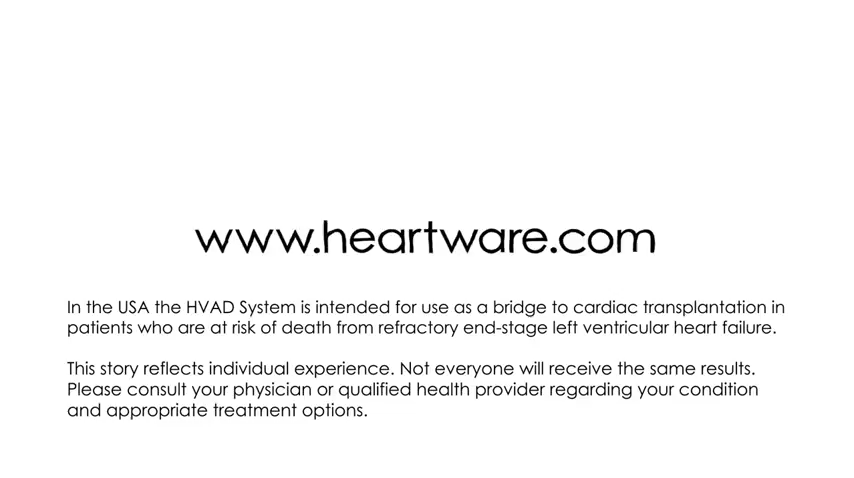 www.heartware.com
In the USA the HVAD System is intended for use as a bridge to cardiac transplantation in
patients who are at risk of death from refractory end-stage left ventricular heart failure.
This story reflects individual experience. Not everyone will receive the same results.
Please consult your physician or qualified health provider regarding your condition
and appropriate treatment options.